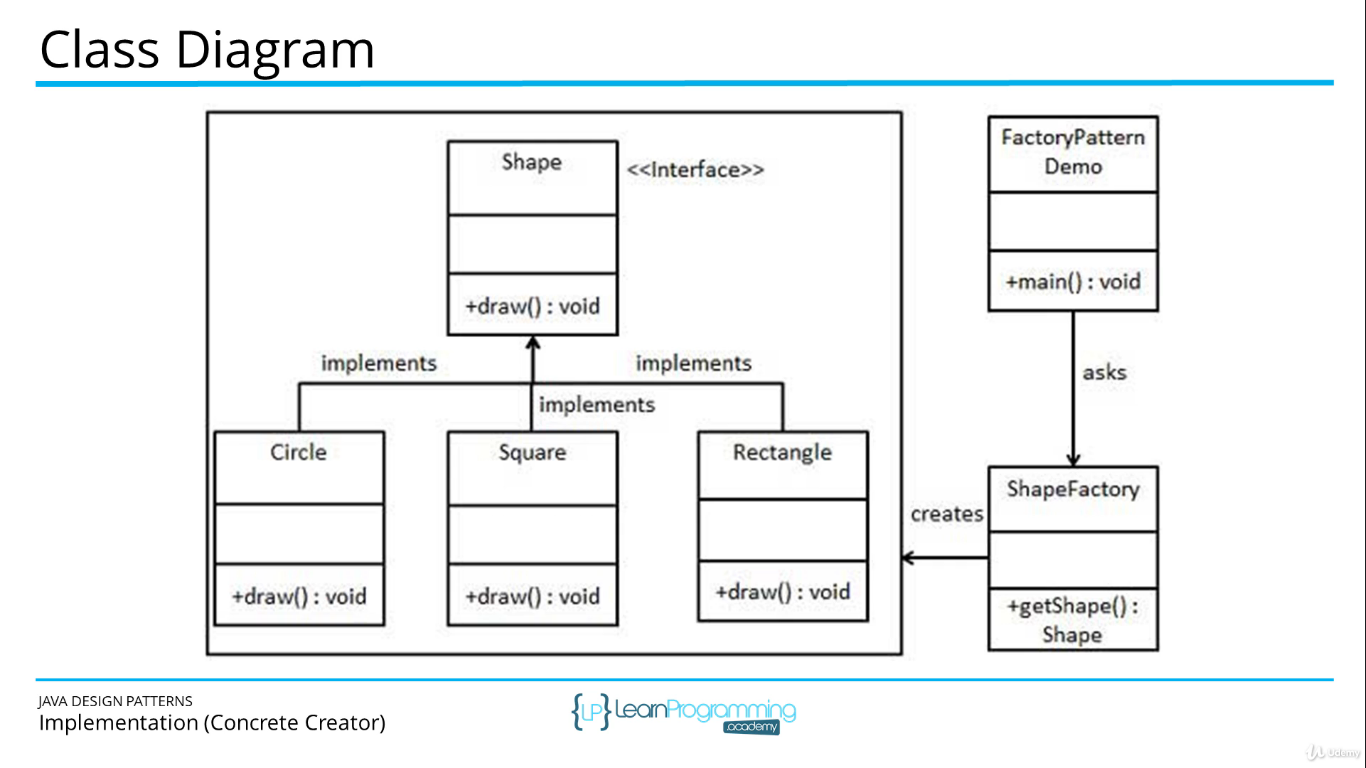 Class Diagram
Shape
<<Interface>>
+draw() : void
implements
implements
implements
Circle
+draw() : void
Square
+draw() : void
Rectangle
+draw() : void
FactoryPattern
Demo
+main() : void
asks
ShapeFactory
+getShape() :
Shape
creates
JAVA DESIGN PATTERNS
Implementation (Concrete Creator)
{LP} LearnProgramming
.academy
Udemy